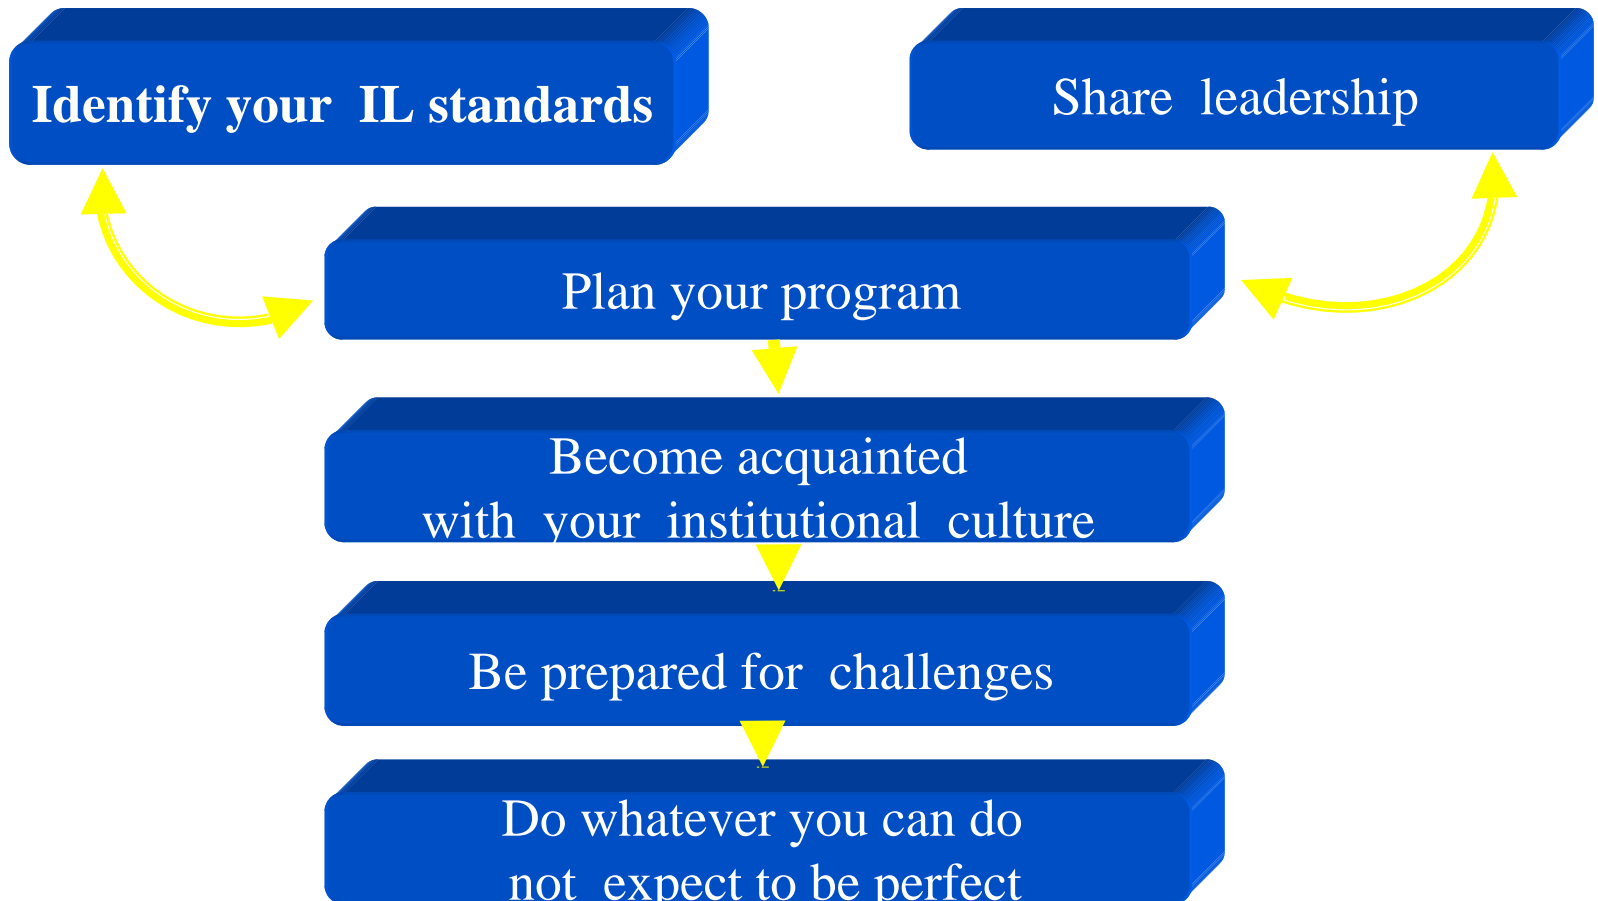 Identify your IL standards
Share leadership
Plan your program
Become acquainted
with your institutional culture
Be prepared for challenges
Do whatever you can do
not expect to be perfect